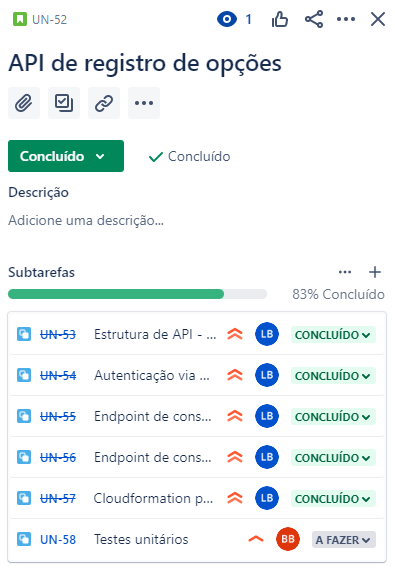 UN-52
1
API de registro de opções
Concluído
Concluído
Descrição
Adicione uma descrição...
Subtarefas
83% Concluído
UN-53 Estrutura de API - ... LB CONCLUÍDO
UN-54 Autenticação via ... LB CONCLUÍDO
UN-55 Endpoint de cons... LB CONCLUÍDO
UN-56 Endpoint de cons... LB CONCLUÍDO
UN-57 Cloudformation p... LB CONCLUÍDO
UN-58 Testes unitários BB A FAZER